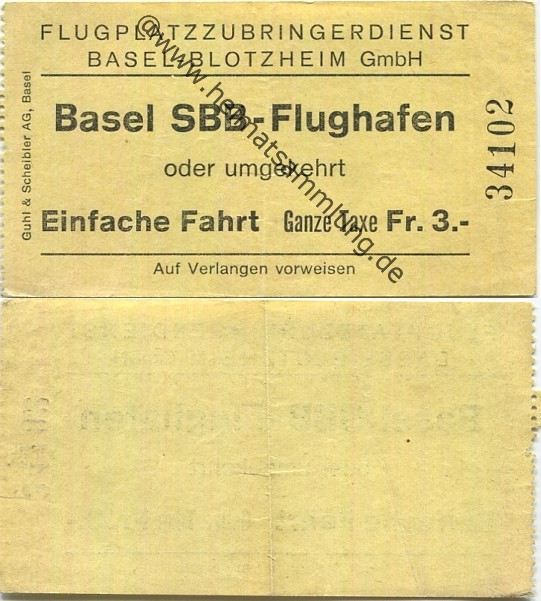 FLUGPLATZZUBRINGERDIENST
BASEL-BLOTZHEIM GmbH
Basel SBB-Flughafen
oder umgekehrt
Einfache Fahrt Ganze Taxe Fr. 3.-
Auf Verlangen vorweisen
Guhl & Scheibler AG, Basel
34102
@www.heimatsammlung.de